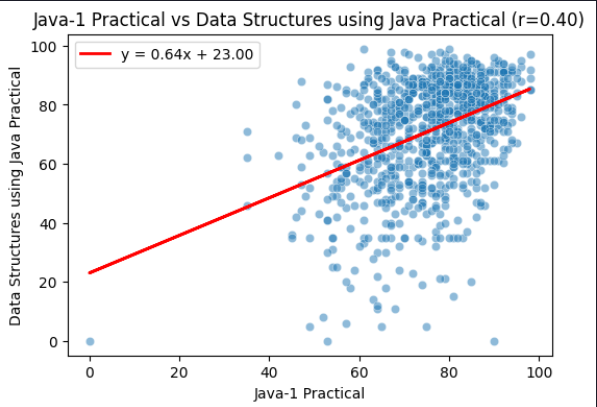 Java-1 Practical vs Data Structures using Java Practical (r=0.40)
y = 0.64x + 23.00
100
80
60
40
20
0
Data Structures using Java Practical
0 20 40 60 80 100
Java-1 Practical